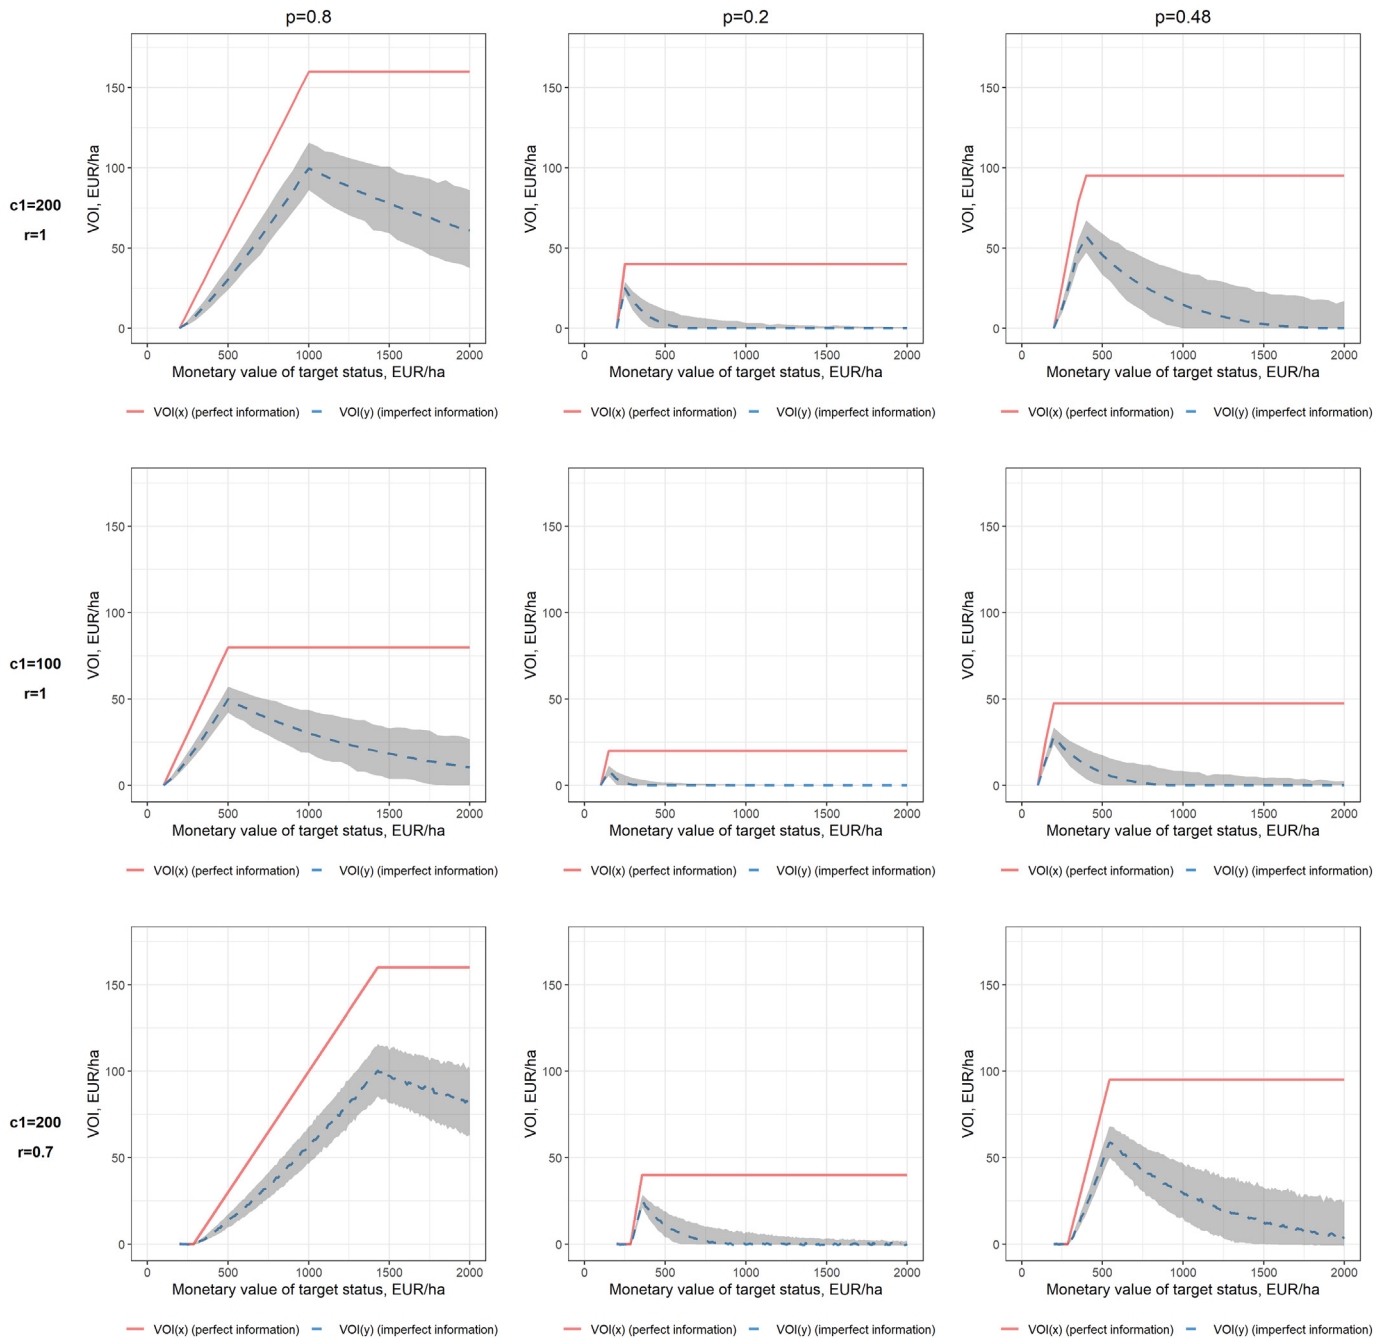 p=0.8 p=0.2 p=0.48
150 150 150
100 100 100
50 50 50
0 0 0
VOI, EUR/ha VOI, EUR/ha VOI, EUR/ha
c1=200
r=1
0 500 1000 1500 2000 0 500 1000 1500 2000 0 500 1000 1500 2000
Monetary value of target status, EUR/ha Monetary value of target status, EUR/ha Monetary value of target status, EUR/ha
VOI(x) (perfect information) VOI(y) (imperfect information) VOI(x) (perfect information) VOI(y) (imperfect information) VOI(x) (perfect information) VOI(y) (imperfect information)
150 150 150
100 100 100
50 50 50
0 0 0
VOI, EUR/ha VOI, EUR/ha VOI, EUR/ha
c1=100
r=1
0 500 1000 1500 2000 0 500 1000 1500 2000 0 500 1000 1500 2000
Monetary value of target status, EUR/ha Monetary value of target status, EUR/ha Monetary value of target status, EUR/ha
VOI(x) (perfect information) VOI(y) (imperfect information) VOI(x) (perfect information) VOI(y) (imperfect information) VOI(x) (perfect information) VOI(y) (imperfect information)
150 150 150
100 100 100
50 50 50
0 0 0
VOI, EUR/ha VOI, EUR/ha VOI, EUR/ha
c1=200
r=0.7
0 500 1000 1500 2000 0 500 1000 1500 2000 0 500 1000 1500 2000
Monetary value of target status, EUR/ha Monetary value of target status, EUR/ha Monetary value of target status, EUR/ha
VOI(x) (perfect information) VOI(y) (imperfect information) VOI(x) (perfect information) VOI(y) (imperfect information) VOI(x) (perfect information) VOI(y) (imperfect information)